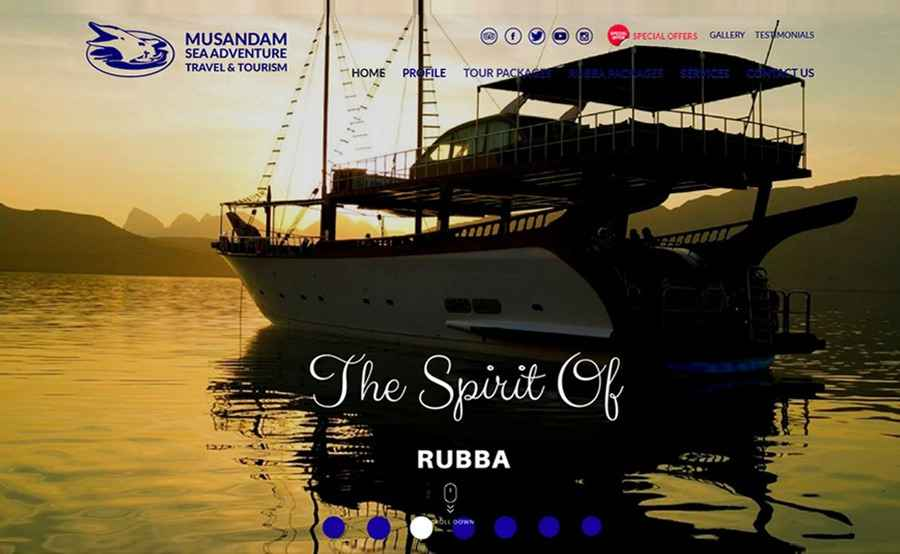 MUSANDAM
SEA ADVENTURE
TRAVEL & TOURISM
SPECIAL OFFERS
GALLERY
TESTIMONIALS
HOME
PROFILE
TOUR PACKAGES
RUBBA PACKAGES
SERVICES
CONTACT US
The Spirit Of
RUBBA
SCROLL DOWN